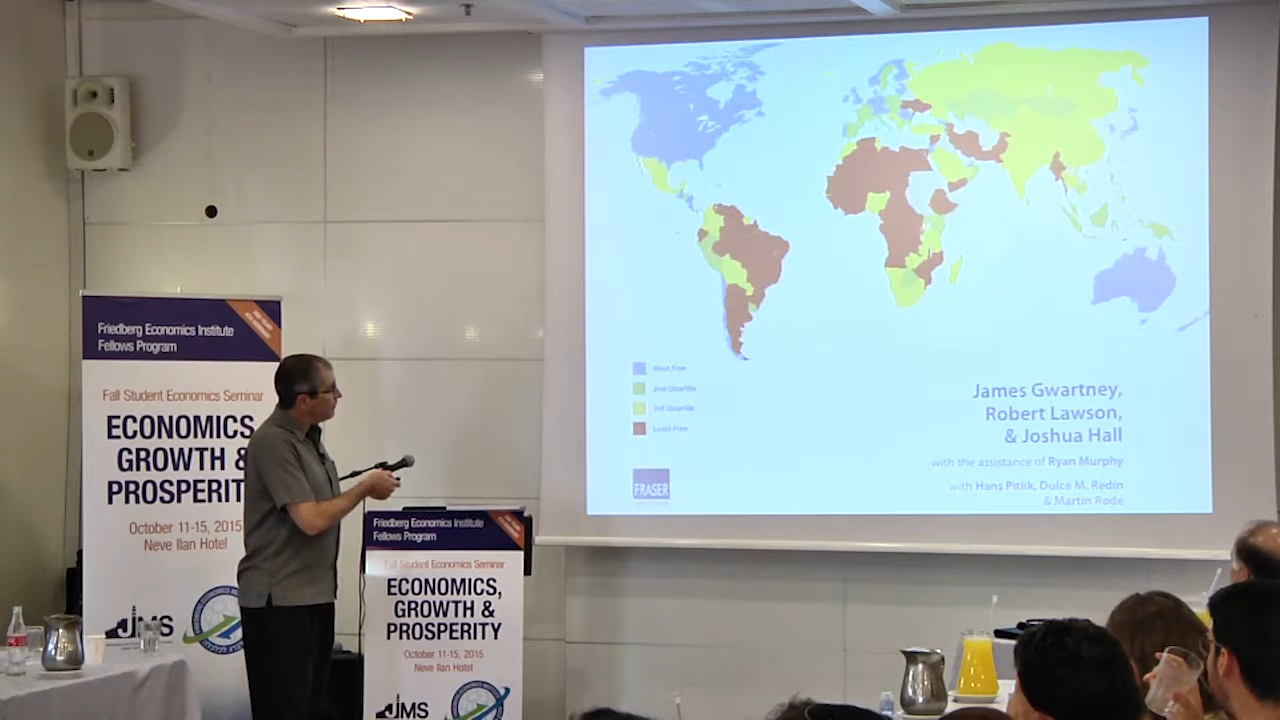 Friedberg Economics Institute
Fellows Program
Fall Student Economics Seminar
ECONOMICS,
GROWTH &
PROSPERIT
October 11-15, 2015
Neve Ilan Hotel
JMS
Friedberg Economics Institute
Fellows Program
Fall Student Economics Seminar
ECONOMICS,
GROWTH &
PROSPERITY
October 11-15, 2015
Neve Ilan Hotel
JMS
Most Free
2nd Quartile
3rd Quartile
Least Free
FRASER
James Gwartney,
Robert Lawson,
& Joshua Hall
with the assistance of Ryan Murphy
with Hans Pitlik, Dulce M. Redin
& Martin Rode